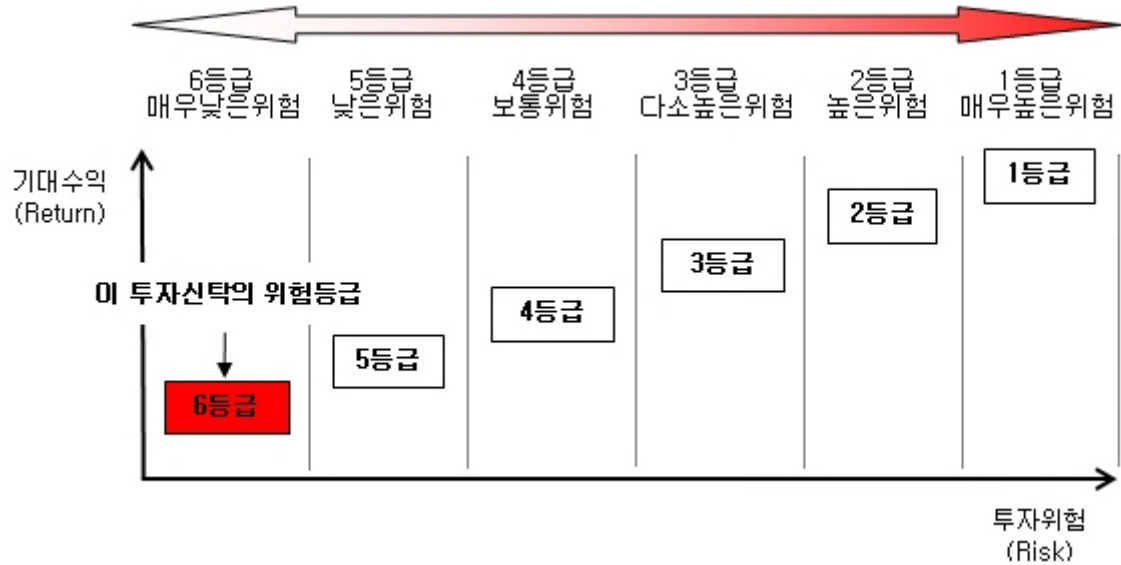 6등급 5등급 4등급 3등급 2등급 1등급
매우낮은위험 낮은위험 보통위험 다소높은위험 높은위험 매우높은위험
기대수익
(Return)
1등급
2등급
3등급
이 투자신탁의 위험등급
4등급
5등급
6등급
투자위험
(Risk)